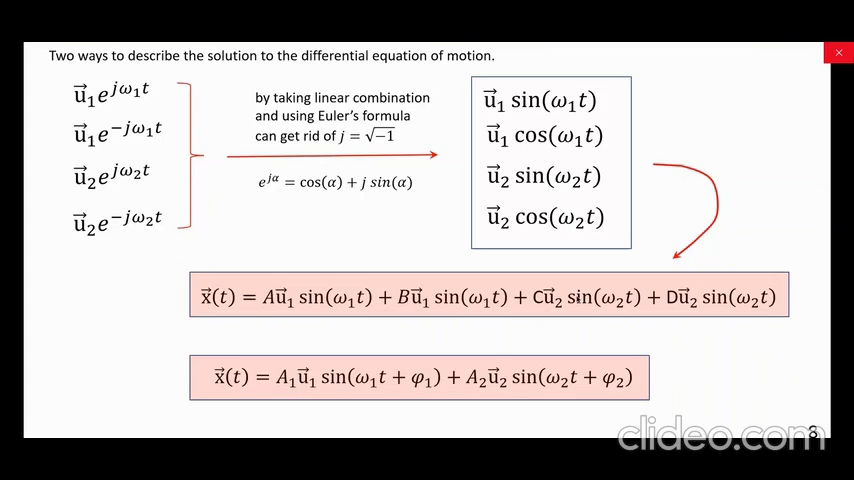 Two ways to describe the solution to the differential equation of motion.
u⃗₁e^{jω₁t}
u⃗₁e^{−jω₁t}
u⃗₂e^{jω₂t}
u⃗₂e^{−jω₂t}
by taking linear combination
and using Euler's formula
can get rid of j = √−1
e^{jα} = cos(α) + j sin(α)
u⃗₁ sin(ω₁t)
u⃗₁ cos(ω₁t)
u⃗₂ sin(ω₂t)
u⃗₂ cos(ω₂t)
x⃗(t) = Au⃗₁ sin(ω₁t) + Bu⃗₁ sin(ω₁t) + Cu⃗₂ sin(ω₂t) + Du⃗₂ sin(ω₂t)
x⃗(t) = A₁u⃗₁ sin(ω₁t + φ₁) + A₂u⃗₂ sin(ω₂t + φ₂)
8
clideo.com